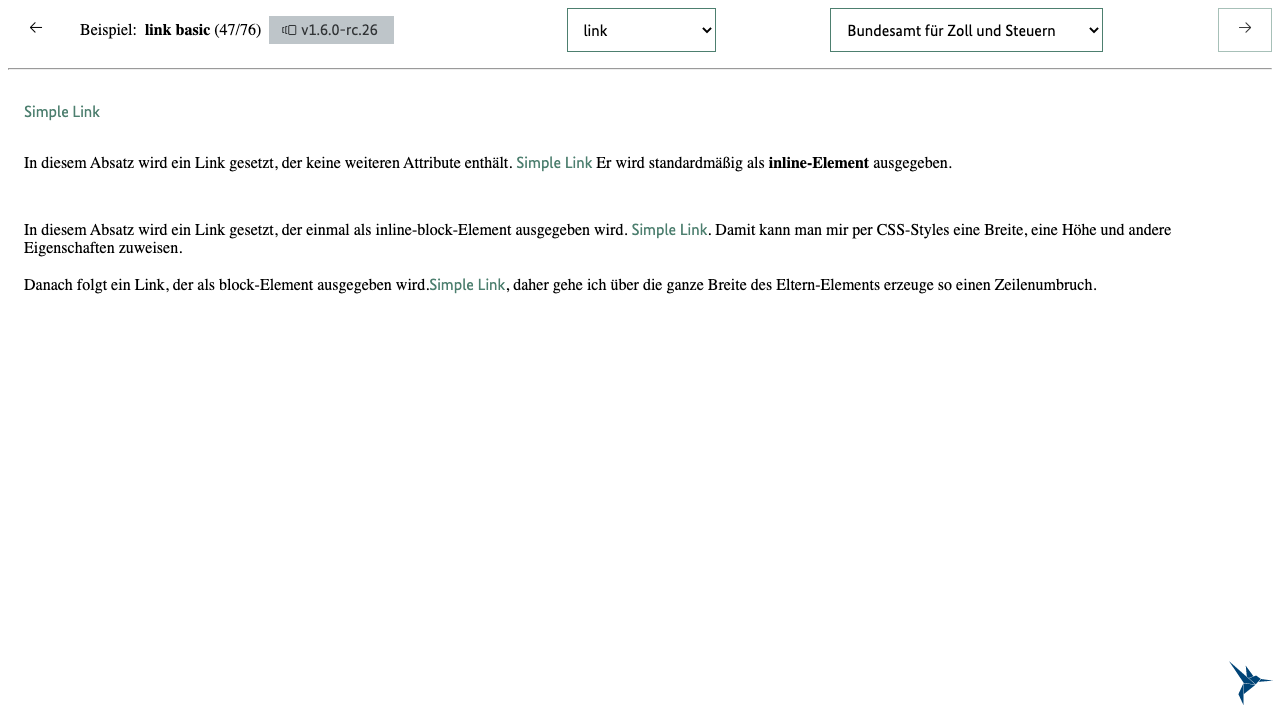 Beispiel: link basic (47/76) v1.6.0-rc.26 link Bundesamt für Zoll und Steuern
Simple Link
In diesem Absatz wird ein Link gesetzt, der keine weiteren Attribute enthält. Simple Link Er wird standardmäßig als inline-Element ausgegeben.
In diesem Absatz wird ein Link gesetzt, der einmal als inline-block-Element ausgegeben wird. Simple Link. Damit kann man mir per CSS-Styles eine Breite, eine Höhe und andere
Eigenschaften zuweisen.
Danach folgt ein Link, der als block-Element ausgegeben wird.Simple Link, daher gehe ich über die ganze Breite des Eltern-Elements erzeuge so einen Zeilenumbruch.